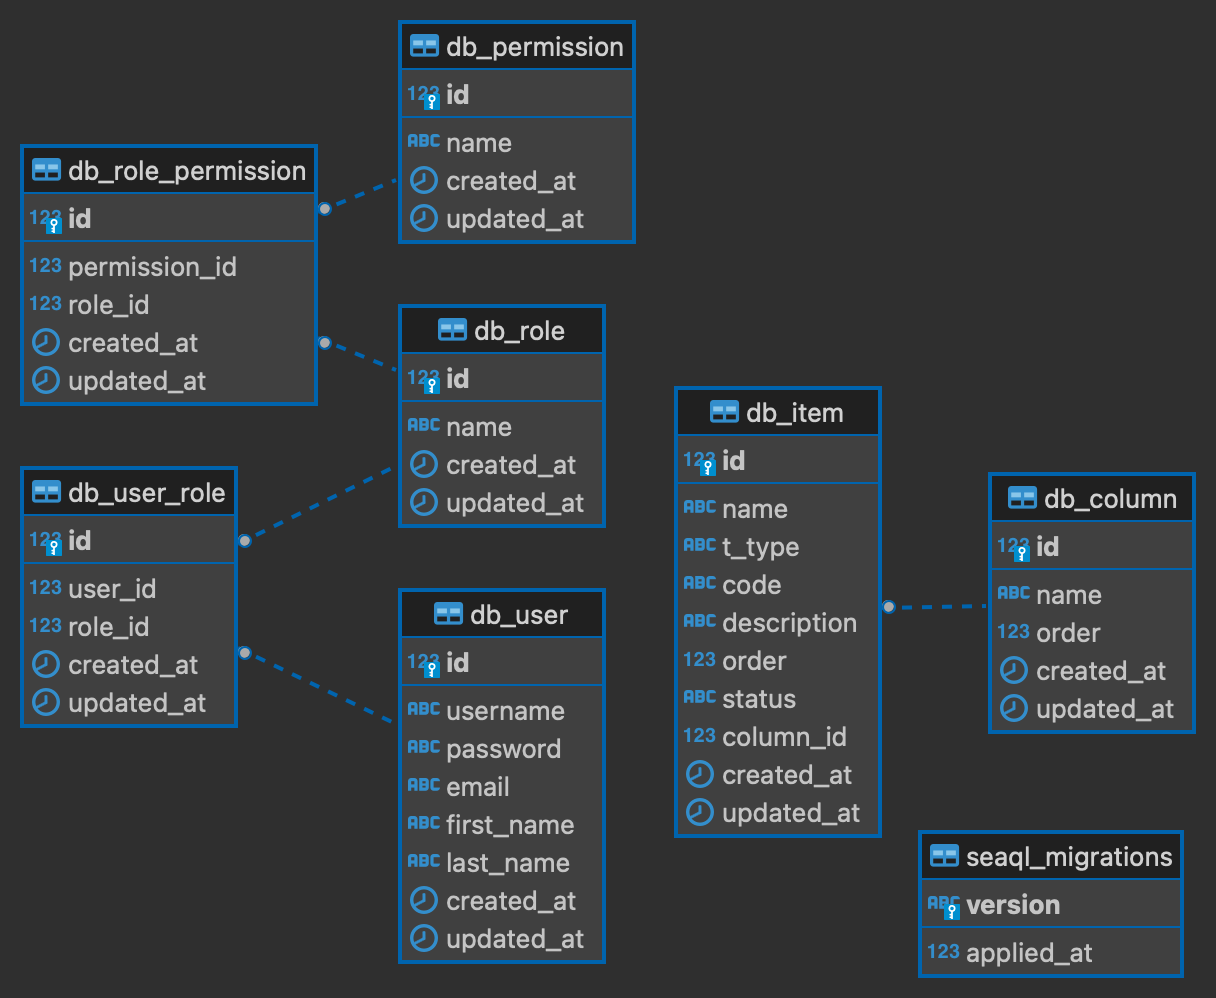 db_permission
123 id
ABC name
created_at
updated_at
db_role_permission
123 id
123 permission_id
123 role_id
created_at
updated_at
db_role
123 id
ABC name
created_at
updated_at
db_user_role
123 id
123 user_id
123 role_id
created_at
updated_at
db_user
123 id
ABC username
ABC password
ABC email
ABC first_name
ABC last_name
created_at
updated_at
db_item
123 id
ABC name
ABC t_type
ABC code
ABC description
123 order
ABC status
123 column_id
created_at
updated_at
db_column
123 id
ABC name
123 order
created_at
updated_at
seaql_migrations
ABC version
123 applied_at